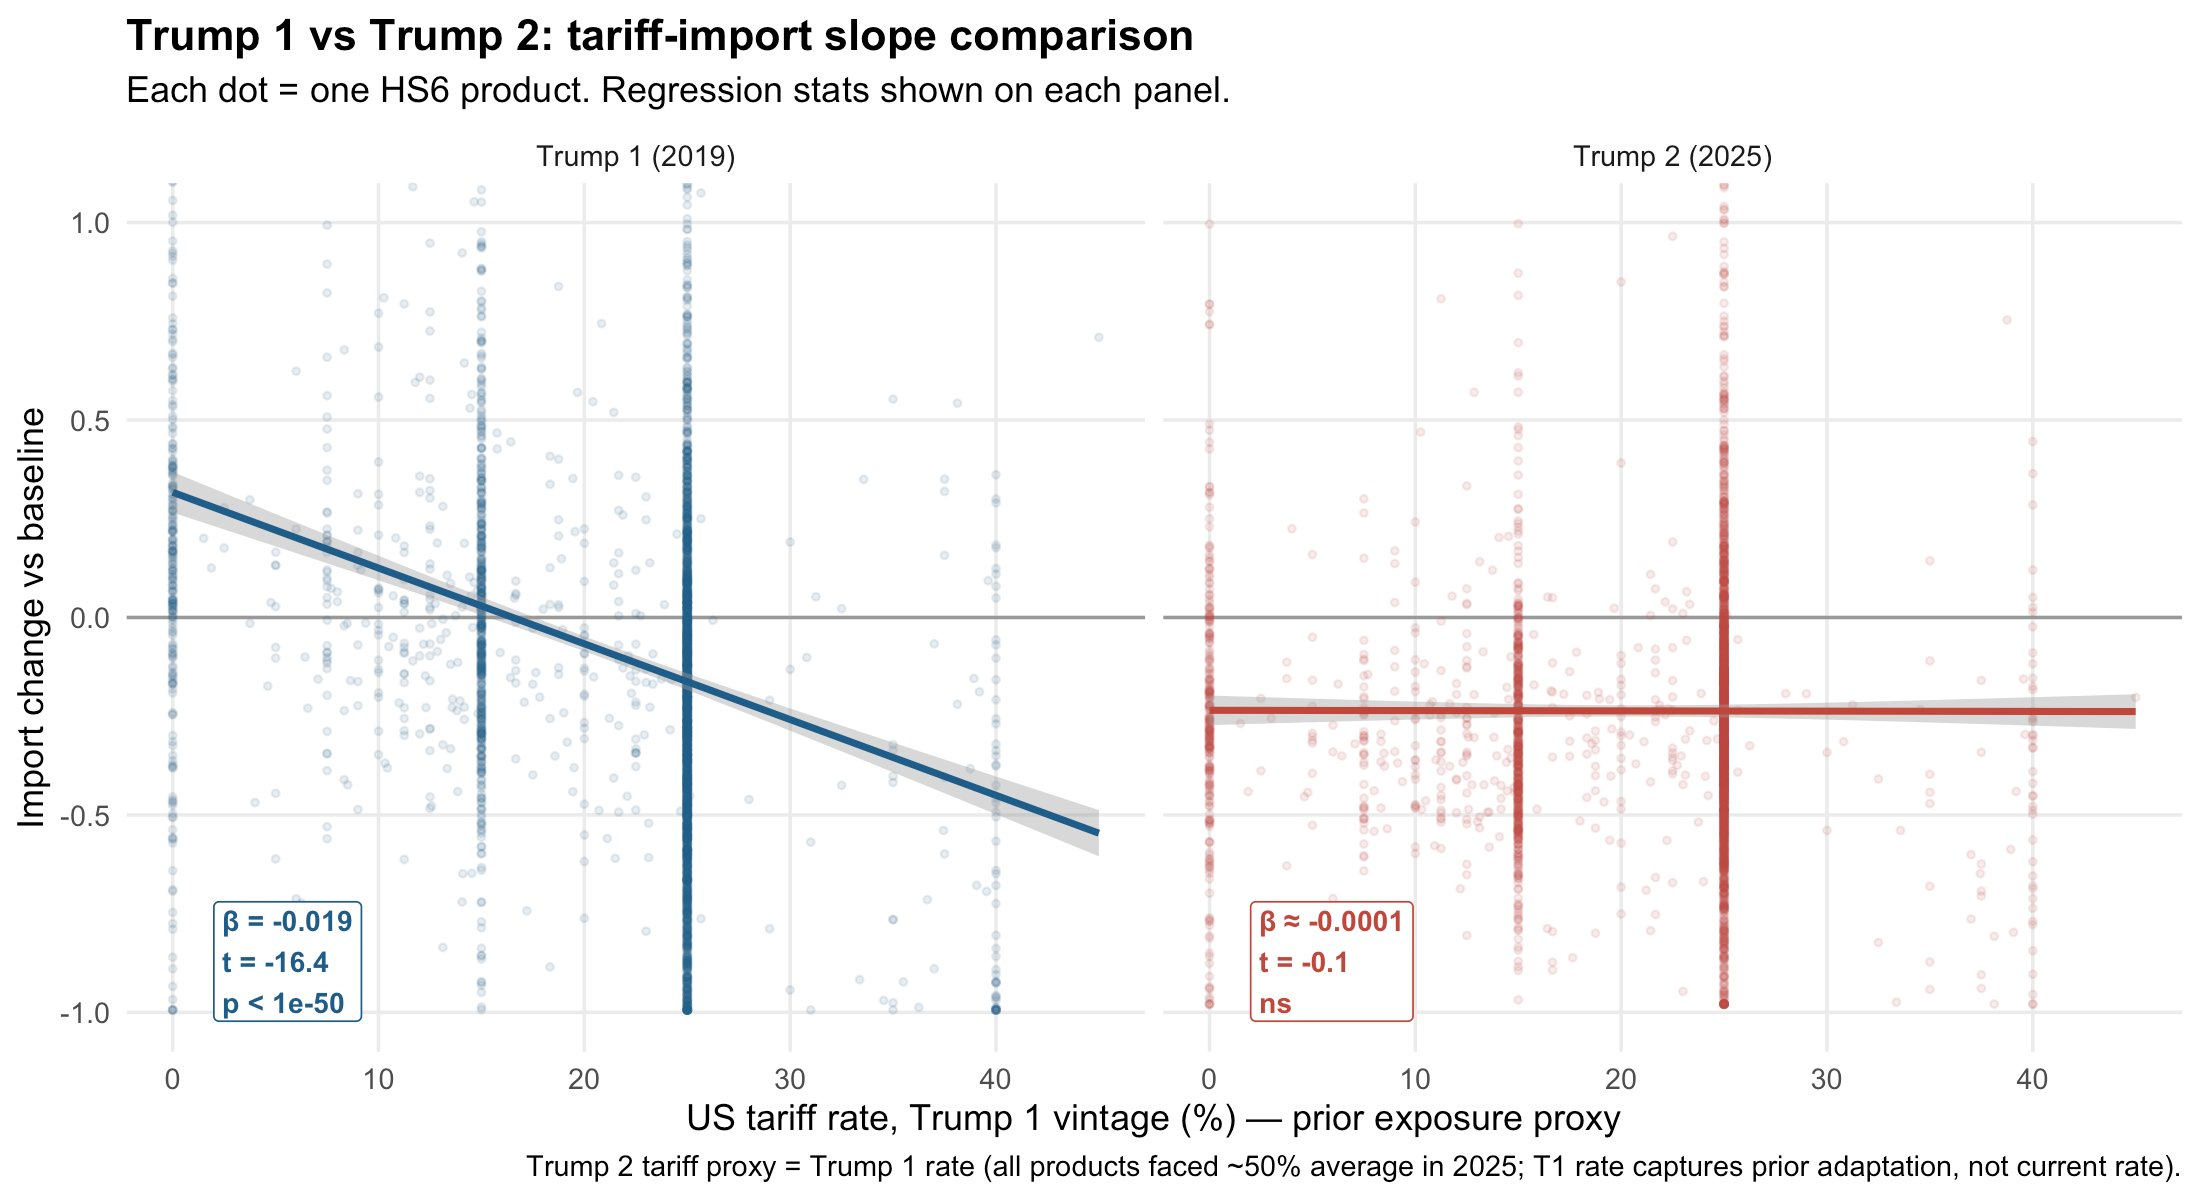 Trump 1 vs Trump 2: tariff-import slope comparison
Each dot = one HS6 product. Regression stats shown on each panel.
Trump 1 (2019)
Trump 2 (2025)
Import change vs baseline
1.0
0.5
0.0
-0.5
-1.0
β = -0.019
t = -16.4
p < 1e-50
β ≈ -0.0001
t = -0.1
ns
0 10 20 30 40
0 10 20 30 40
US tariff rate, Trump 1 vintage (%) — prior exposure proxy
Trump 2 tariff proxy = Trump 1 rate (all products faced ~50% average in 2025; T1 rate captures prior adaptation, not current rate).